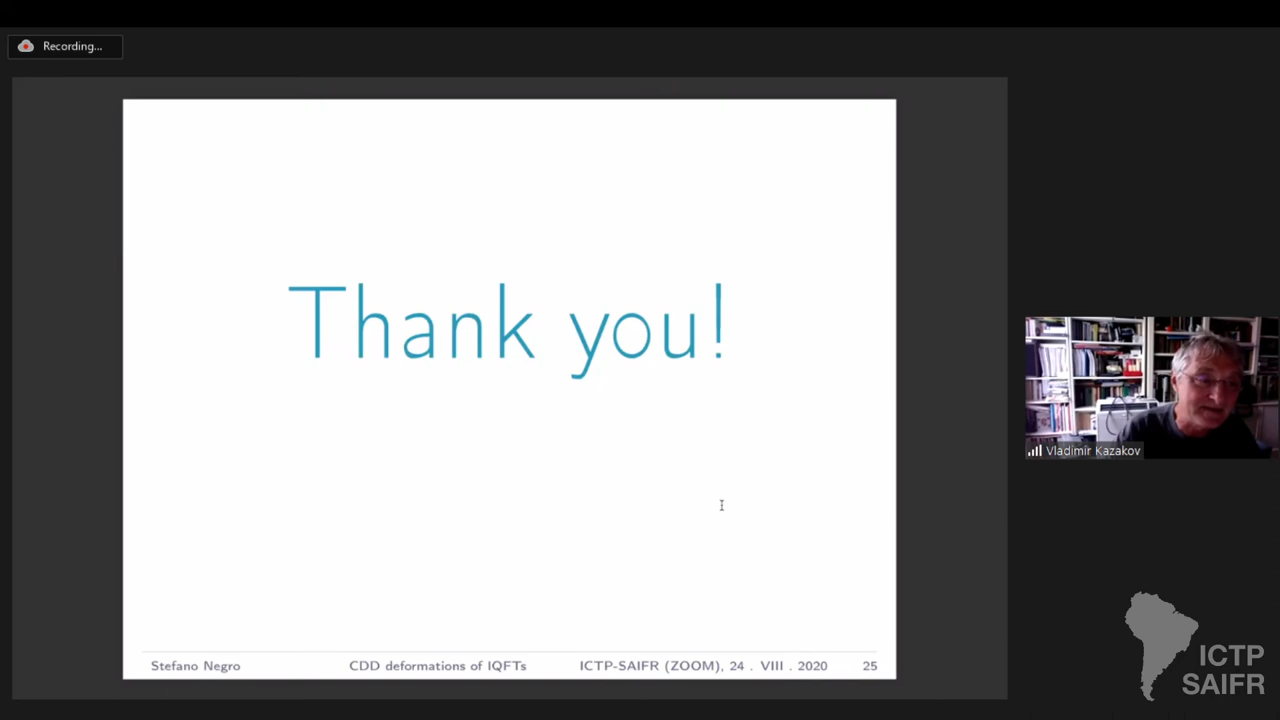 Recording...
Thank you!
Vladimir Kazakov
Stefano Negro CDD deformations of IQFTs ICTP-SAIFR (ZOOM), 24 . VIII . 2020 25
ICTP
SAIFR